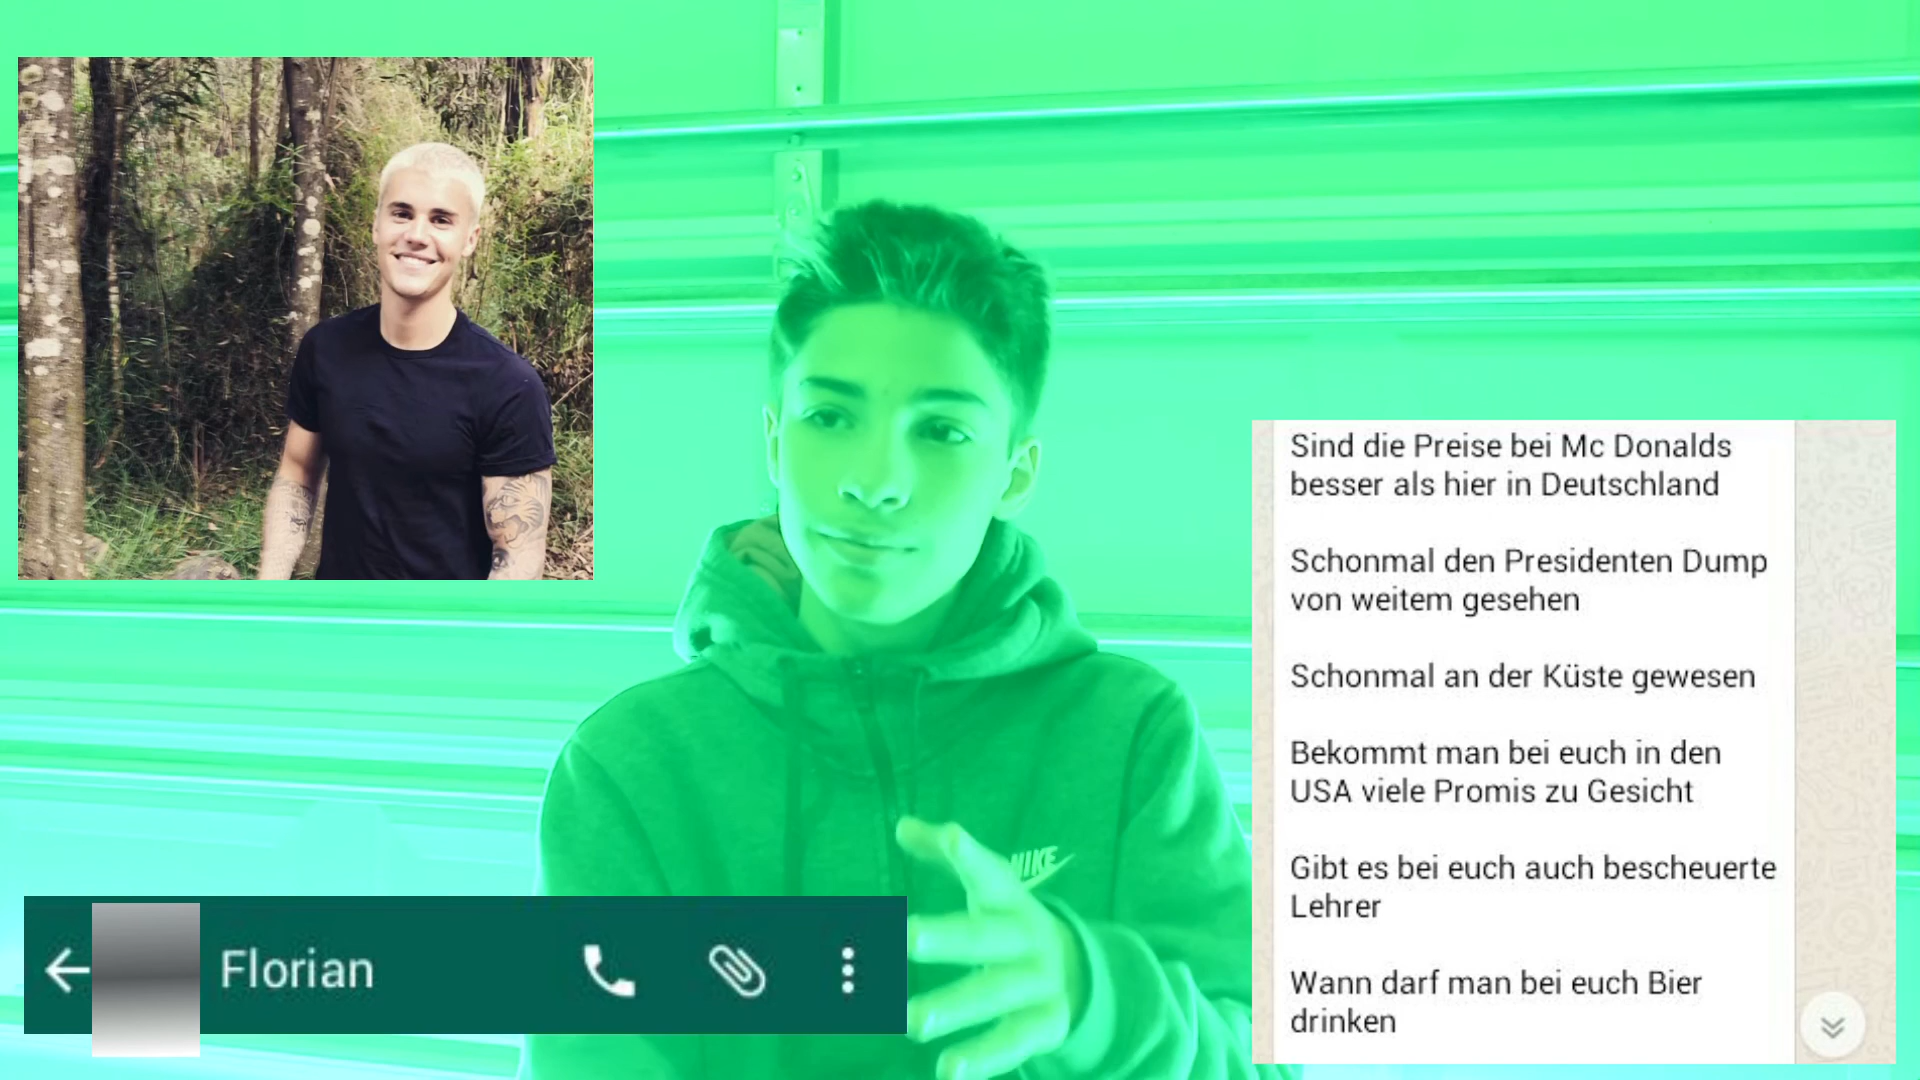 NIKE
Florian
Sind die Preise bei Mc Donalds
besser als hier in Deutschland
Schonmal den Presidenten Dump
von weitem gesehen
Schonmal an der Küste gewesen
Bekommt man bei euch in den
USA viele Promis zu Gesicht
Gibt es bei euch auch bescheuerte
Lehrer
Wann darf man bei euch Bier
drinken